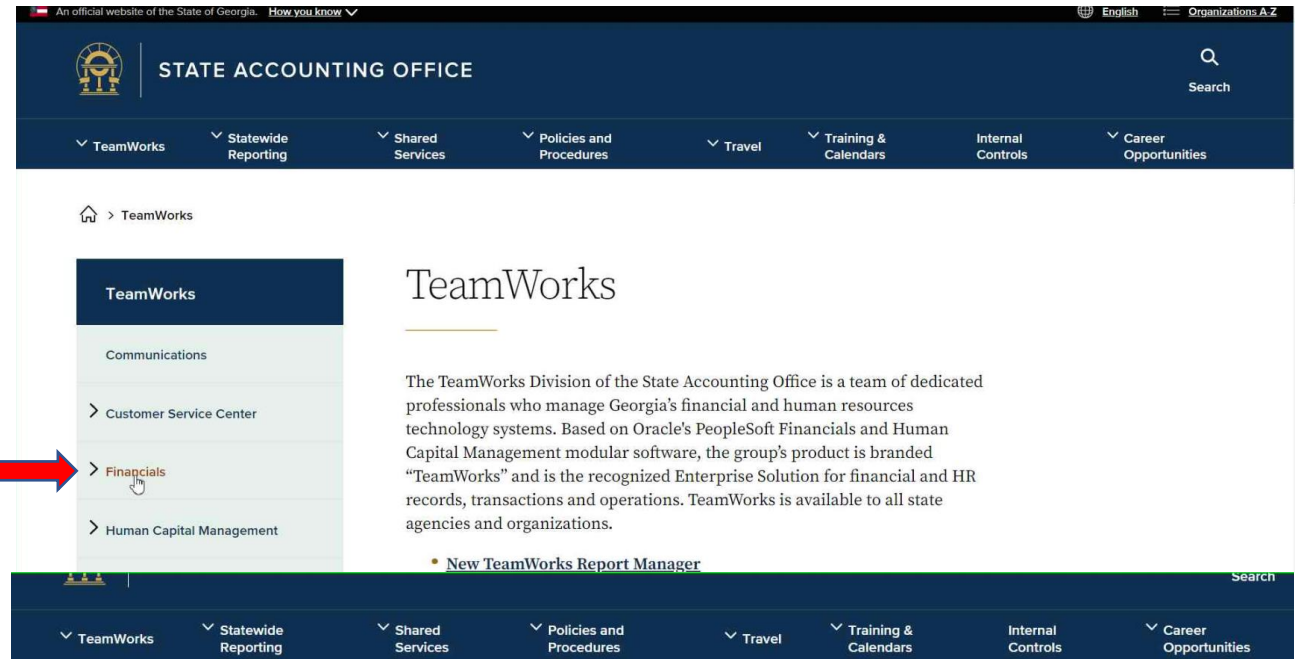 An official website of the State of Georgia. How you know
English
Organizations A-Z
STATE ACCOUNTING OFFICE
Search
TeamWorks
Statewide
Reporting
Shared
Services
Policies and
Procedures
Travel
Training &
Calendars
Internal
Controls
Career
Opportunities
> TeamWorks
TeamWorks
Communications
Customer Service Center
Financials
Human Capital Management
TeamWorks
The TeamWorks Division of the State Accounting Office is a team of dedicated
professionals who manage Georgia's financial and human resources
technology systems. Based on Oracle's PeopleSoft Financials and Human
Capital Management modular software, the group's product is branded
“TeamWorks” and is the recognized Enterprise Solution for financial and HR
records, transactions and operations. TeamWorks is available to all state
agencies and organizations.
• New TeamWorks Report Manager
Search
TeamWorks
Statewide
Reporting
Shared
Services
Policies and
Procedures
Travel
Training &
Calendars
Internal
Controls
Career
Opportunities